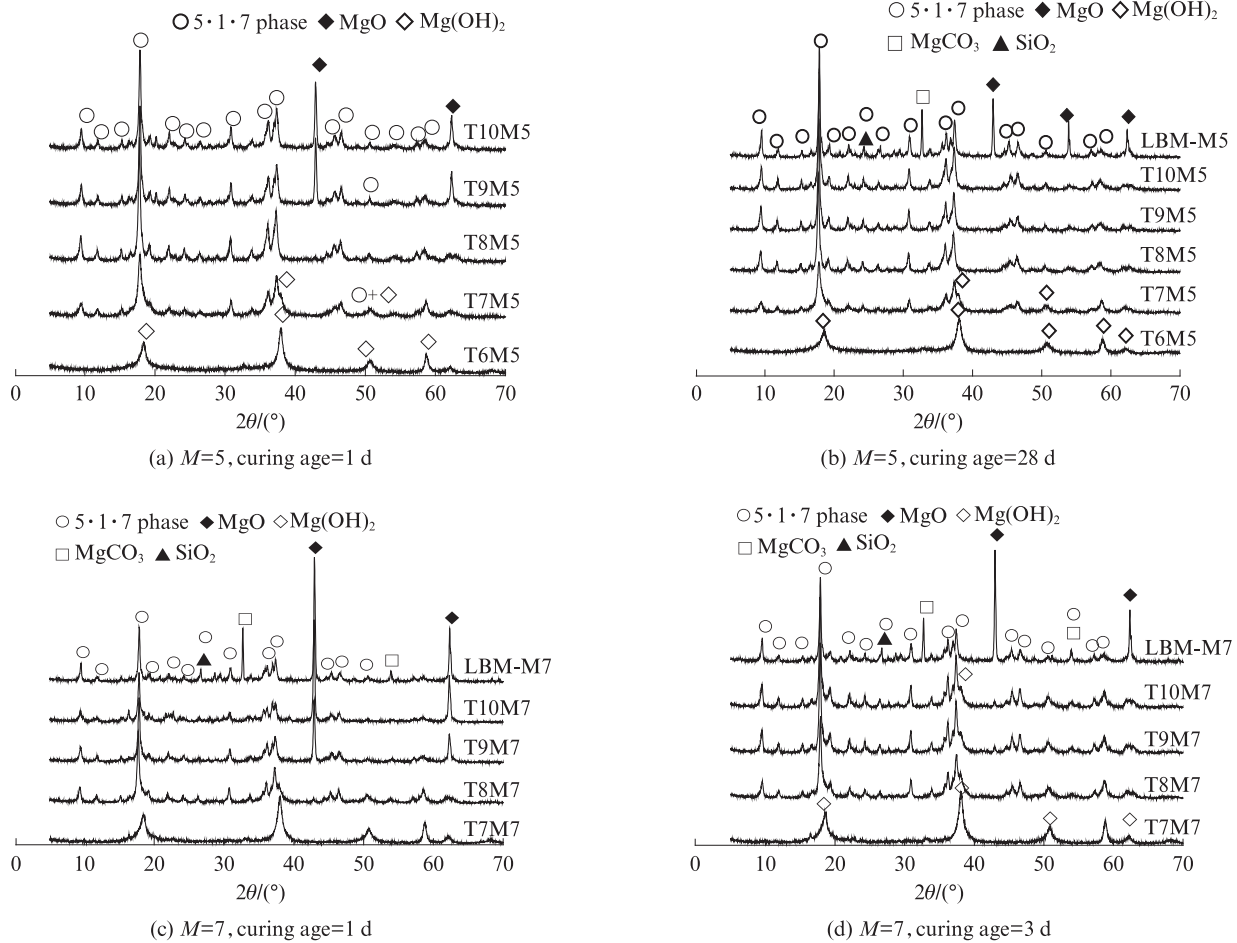 5·1·7 phase MgO Mg(OH)₂
T10M5
T9M5
T8M5
T7M5
T6M5
+
0 10 20 30 40 50 60 70
2θ/(°)
(a) M=5, curing age=1 d
5·1·7 phase MgO Mg(OH)₂
MgCO₃ SiO₂
LBM-M5
T10M5
T9M5
T8M5
T7M5
T6M5
0 10 20 30 40 50 60 70
2θ/(°)
(b) M=5, curing age=28 d
5·1·7 phase MgO Mg(OH)₂
MgCO₃ SiO₂
LBM-M7
T10M7
T9M7
T8M7
T7M7
0 10 20 30 40 50 60 70
2θ/(°)
(c) M=7, curing age=1 d
5·1·7 phase MgO Mg(OH)₂
MgCO₃ SiO₂
LBM-M7
T10M7
T9M7
T8M7
T7M7
0 10 20 30 40 50 60 70
2θ/(°)
(d) M=7, curing age=3 d